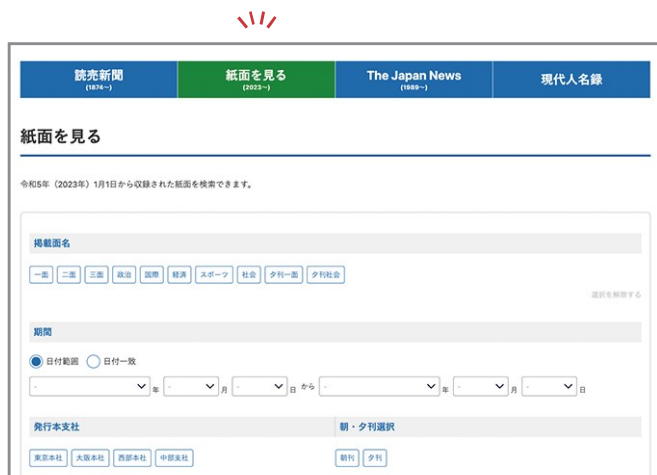 読売新聞 紙面を見る The Japan News 現代人名録
(1874~) (2023~) (1989~)
紙面を見る
令和5年（2023年）1月1日から収録された紙面を検索できます。
掲載面名
一面 二面 三面 政治 国際 経済 スポーツ 社会 夕刊一面 夕刊社会
選択を解除する
期間
日付範囲 日付一致
- 年 - 月 - 日 から - 年 - 月 - 日
発行本支社 朝・夕刊選択
東京本社 大阪本社 西部本社 中部支社 朝刊 夕刊